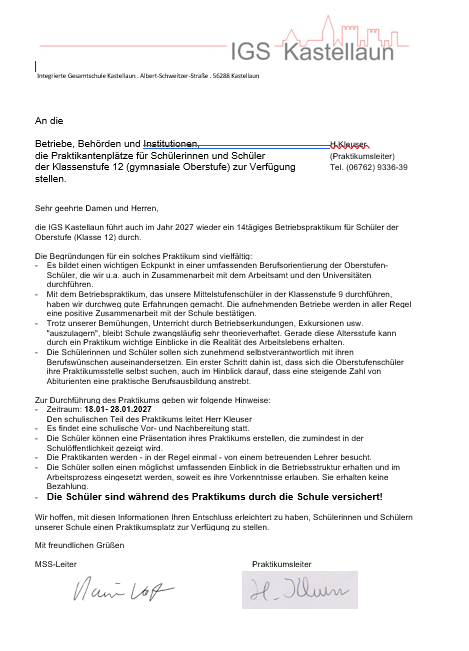 IGS Kastellaun
Integrierte Gesamtschule Kastellaun . Albert-Schweitzer-Straße . 56288 Kastellaun
An die
Betriebe, Behörden und Institutionen,
die Praktikantenplätze für Schülerinnen und Schüler
der Klassenstufe 12 (gymnasiale Oberstufe) zur Verfügung
stellen.
H.Kleuser
(Praktikumsleiter)
Tel. (06762) 9336-39
Sehr geehrte Damen und Herren,
die IGS Kastellaun führt auch im Jahr 2027 wieder ein 14tägiges Betriebspraktikum für Schüler der
Oberstufe (Klasse 12) durch.
Die Begründungen für ein solches Praktikum sind vielfältig:
- Es bildet einen wichtigen Eckpunkt in einer umfassenden Berufsorientierung der Oberstufen-
Schüler, die wir u.a. auch in Zusammenarbeit mit dem Arbeitsamt und den Universitäten
durchführen.
- Mit dem Betriebspraktikum, das unsere Mittelstufenschüler in der Klassenstufe 9 durchführen,
haben wir durchweg gute Erfahrungen gemacht. Die aufnehmenden Betriebe werden in aller Regel
eine positive Zusammenarbeit mit der Schule bestätigen.
- Trotz unserer Bemühungen, Unterricht durch Betriebserkundungen, Exkursionen usw.
"auszulagern", bleibt Schule zwangsläufig sehr theorieverhaftet. Gerade diese Altersstufe kann
durch ein Praktikum wichtige Einblicke in die Realität des Arbeitslebens erhalten.
- Die Schülerinnen und Schüler sollen sich zunehmend selbstverantwortlich mit ihren
Berufswünschen auseinandersetzen. Ein erster Schritt dahin ist, dass sich die Oberstufenschüler
ihre Praktikumsstelle selbst suchen, auch im Hinblick darauf, dass eine steigende Zahl von
Abiturienten eine praktische Berufsausbildung anstrebt.
Zur Durchführung des Praktikums geben wir folgende Hinweise:
- Zeitraum: 18.01- 28.01.2027
Den schulischen Teil des Praktikums leitet Herr Kleuser
- Es findet eine schulische Vor- und Nachbereitung statt.
- Die Schüler können eine Präsentation ihres Praktikums erstellen, die zumindest in der
Schulöffentlichkeit gezeigt wird.
- Die Praktikanten werden - in der Regel einmal - von einem betreuenden Lehrer besucht.
- Die Schüler sollen einen möglichst umfassenden Einblick in die Betriebsstruktur erhalten und im
Arbeitsprozess eingesetzt werden, soweit es ihre Vorkenntnisse erlauben. Sie erhalten keine
Bezahlung.
- Die Schüler sind während des Praktikums durch die Schule versichert!
Wir hoffen, mit diesen Informationen Ihren Entschluss erleichtert zu haben, Schülerinnen und Schülern
unserer Schule einen Praktikumsplatz zur Verfügung zu stellen.
Mit freundlichen Grüßen
MSS-Leiter
Praktikumsleiter